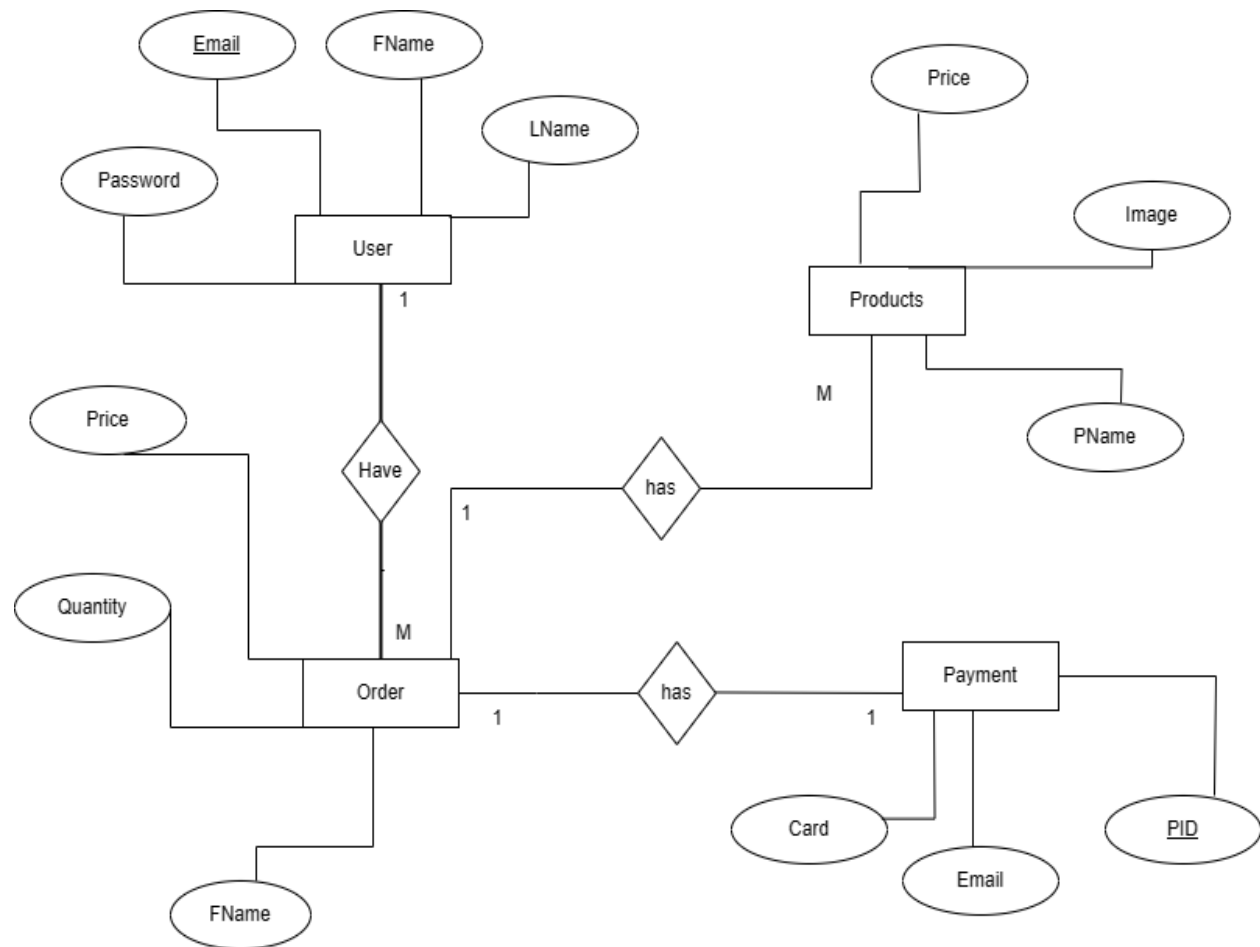 Email
FName
Price
LName
Password
Image
User
1
Products
M
Price
PName
Have
has
1
Quantity
M
Order
1
has
1
Payment
Card
PID
Email
FName